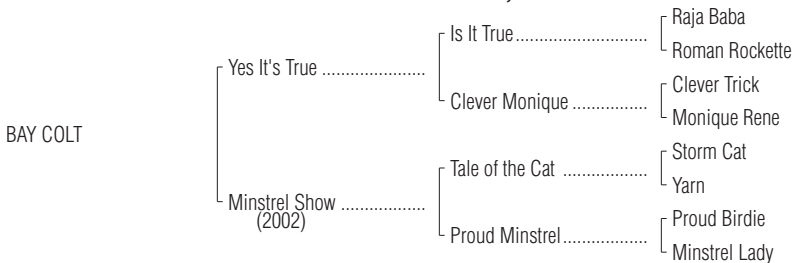 Raja Baba
Is It True............................
Roman Rockette
Yes It's True ......................
Clever Trick
Clever Monique ................
Monique Rene
BAY COLT
Storm Cat
Tale of the Cat ..................
Yarn
Minstrel Show ..................
(2002)
Proud Birdie
Proud Minstrel..................
Minstrel Lady